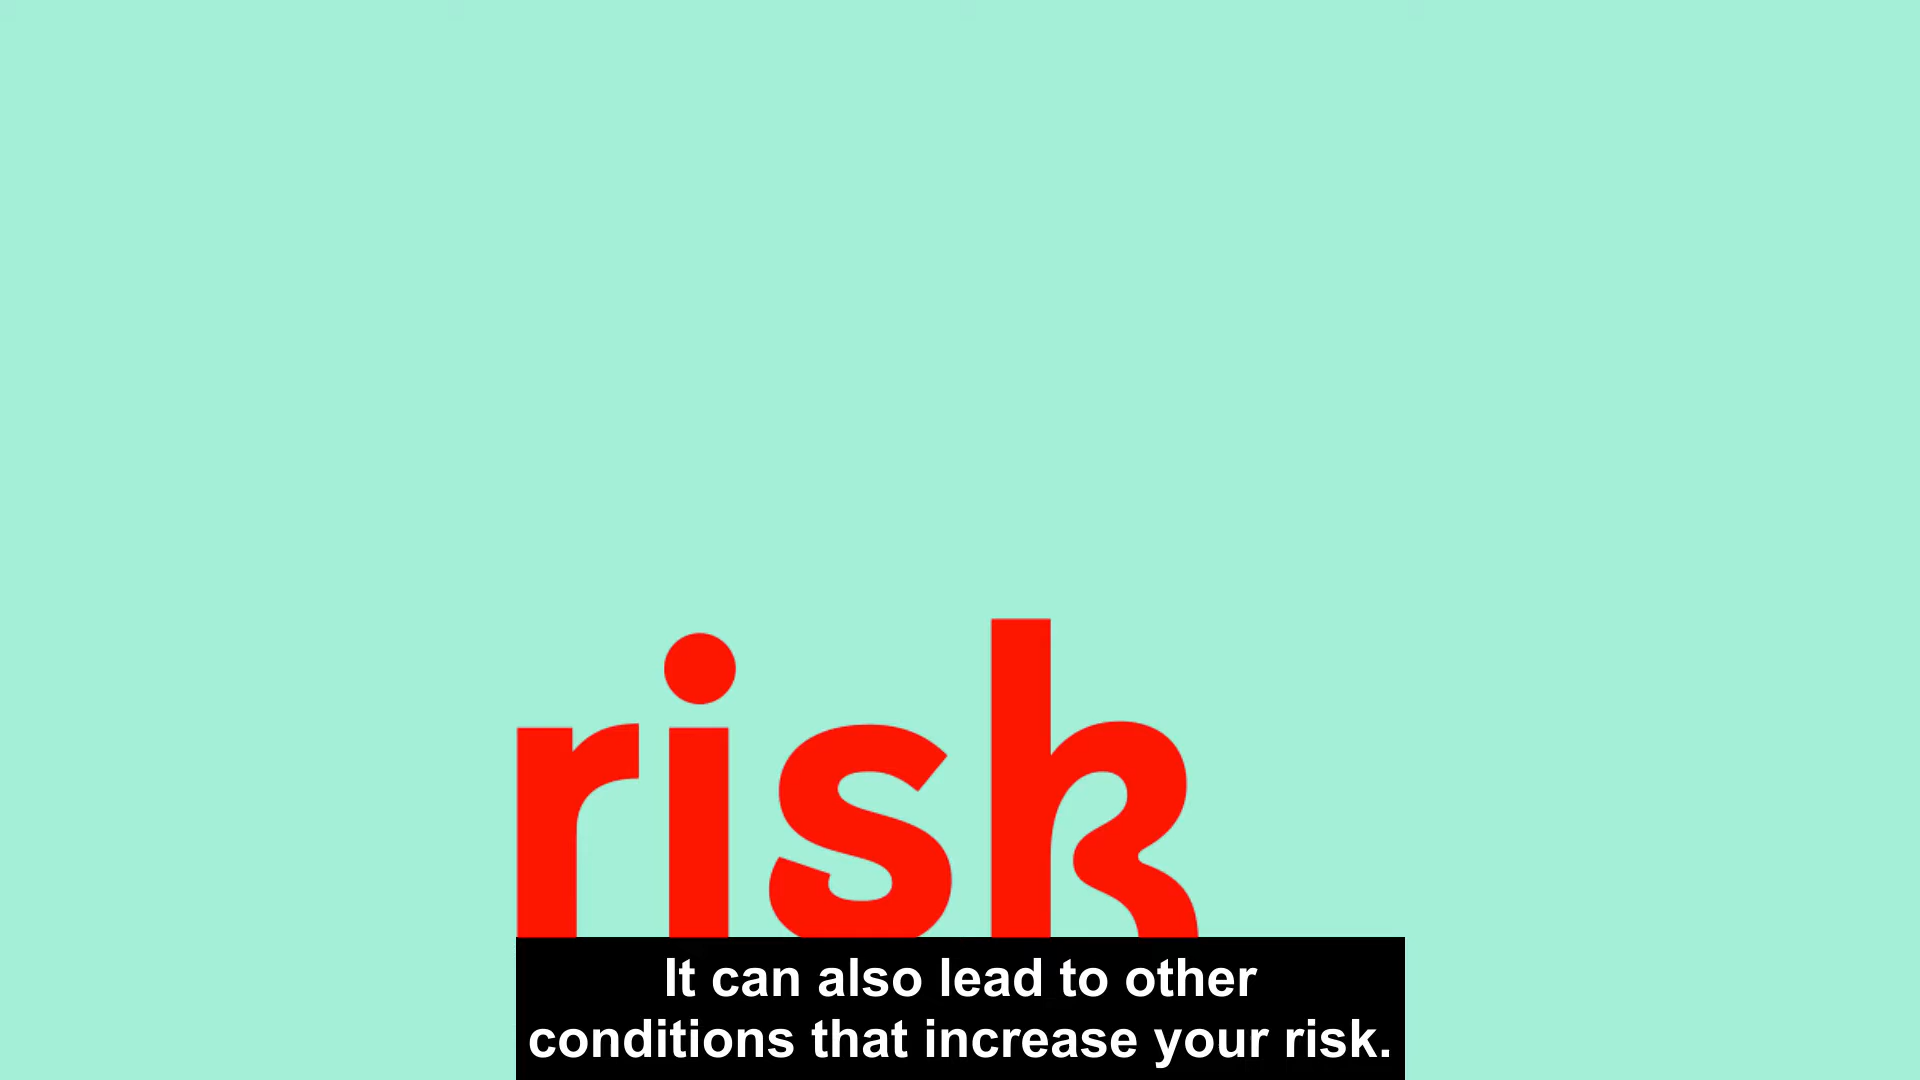 risk
It can also lead to other
conditions that increase your risk.